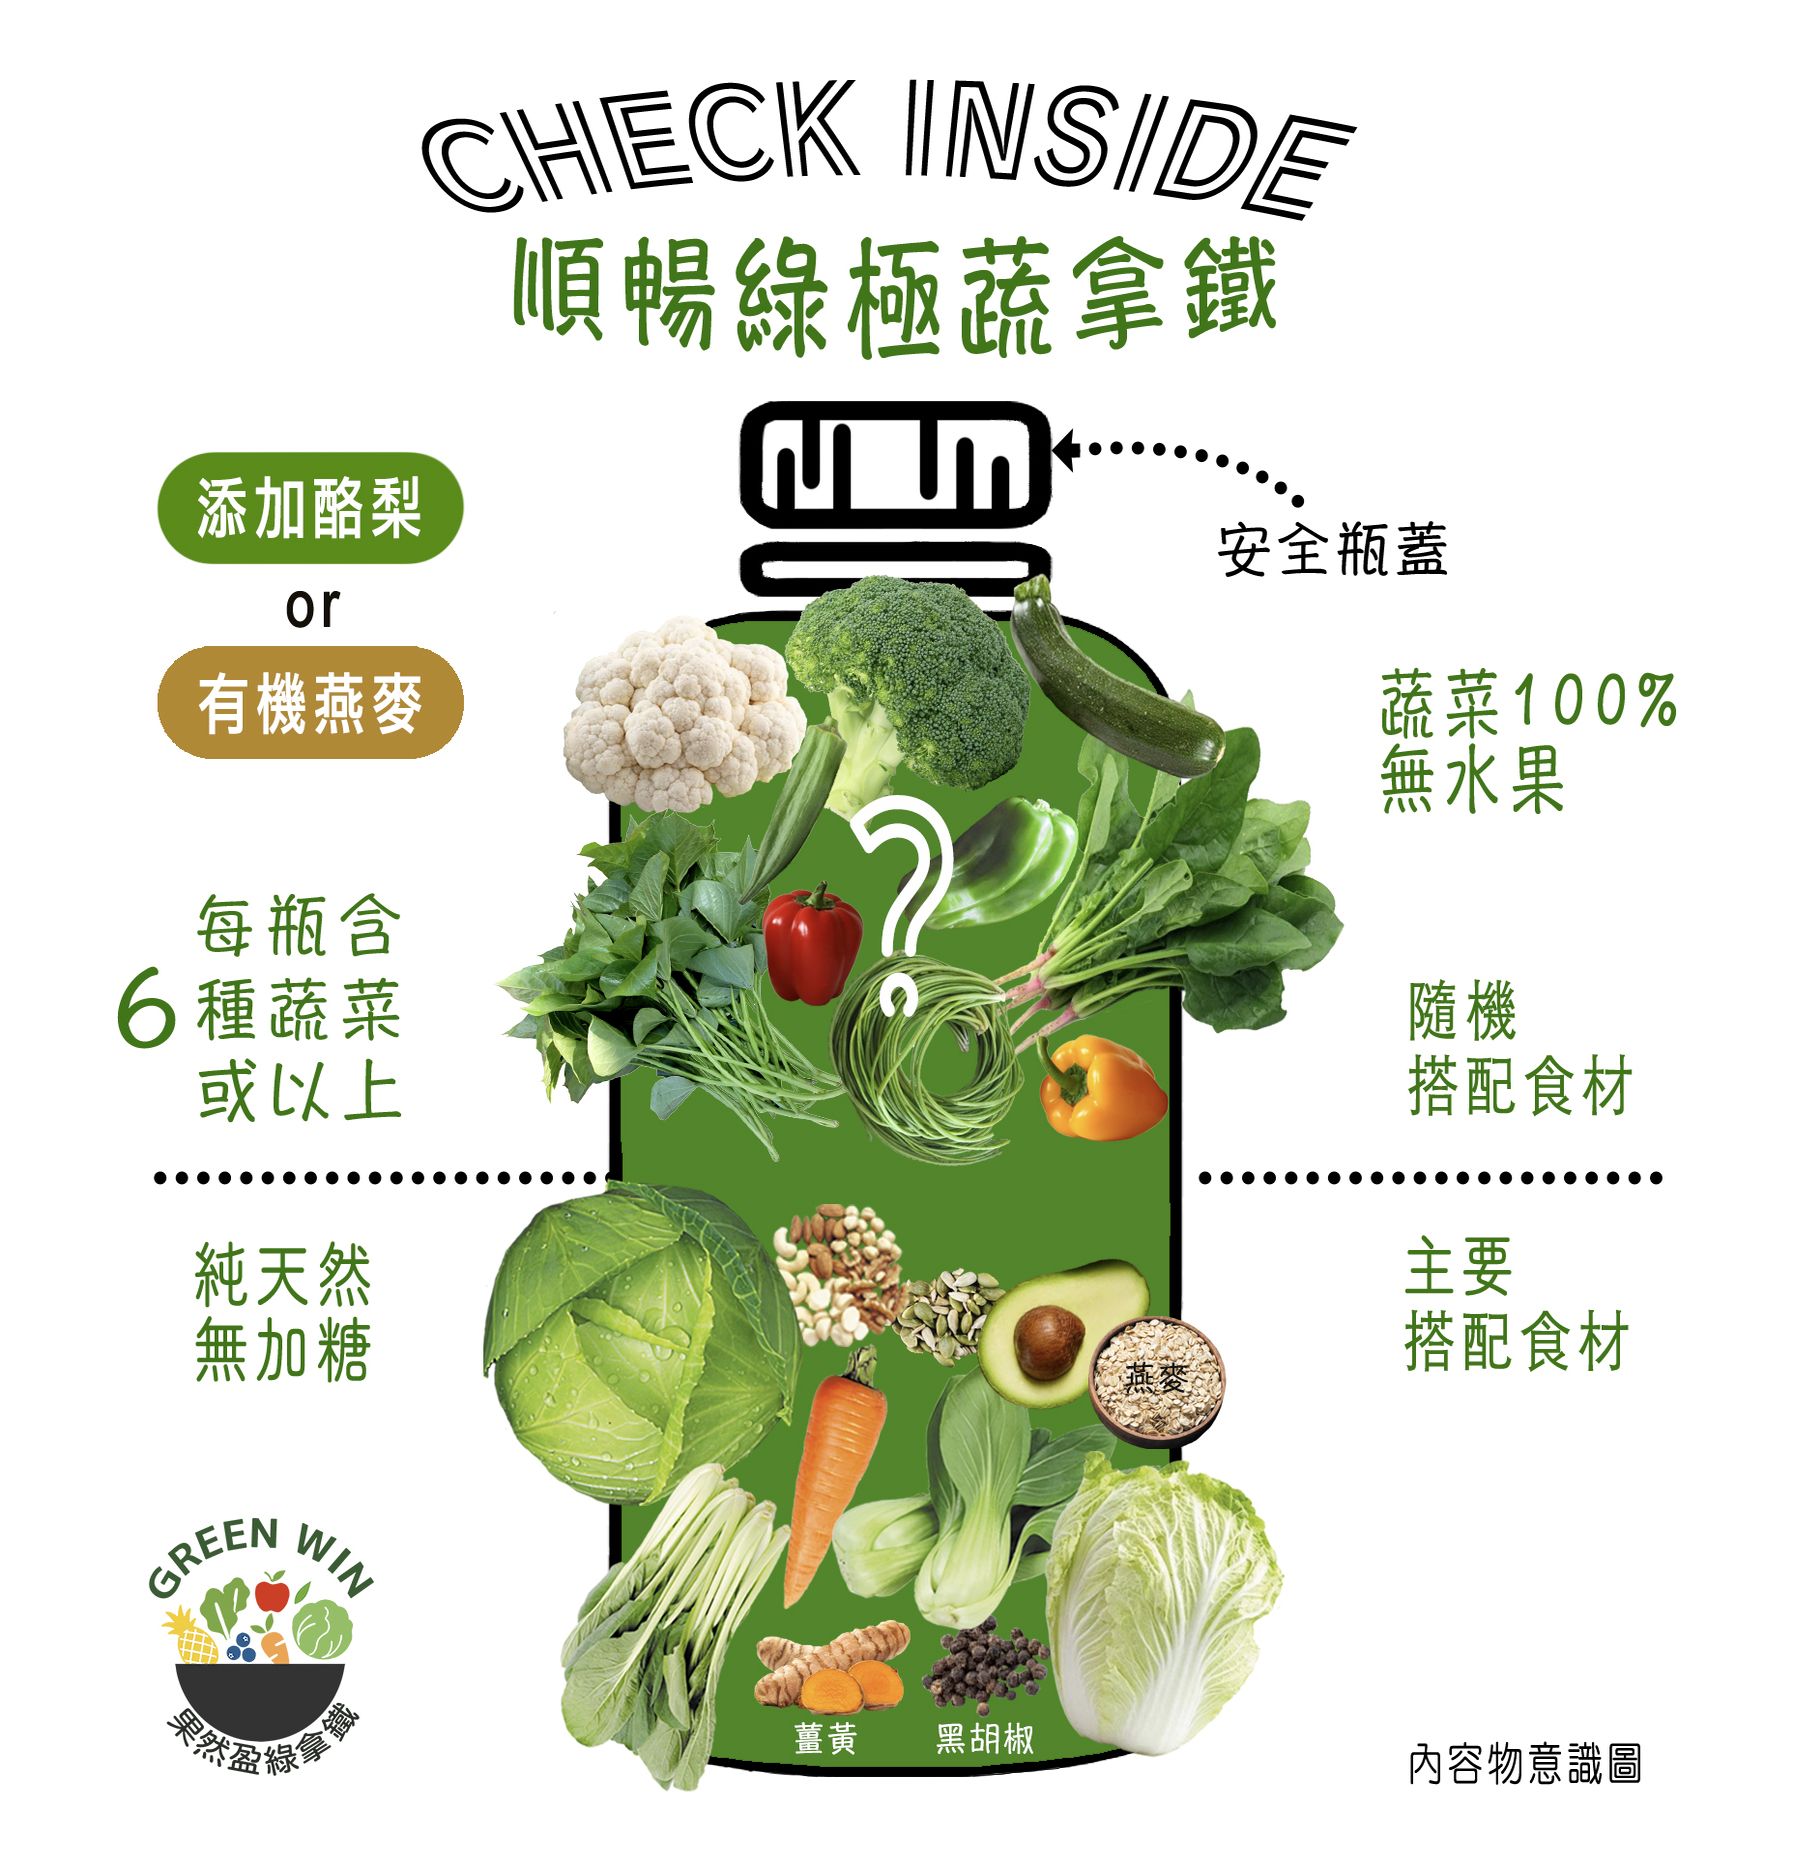 CHECK INSIDE
順暢綠極蔬拿鐵
添加酪梨
or
有機燕麥
安全瓶蓋
蔬菜100%
無水果
每瓶含
6種蔬菜
或以上
?
隨機
搭配食材
純天然
無加糖
主要
搭配食材
燕麥
薑黃
黑胡椒
GREEN WIN
果然盈綠拿鐵
內容物意識圖